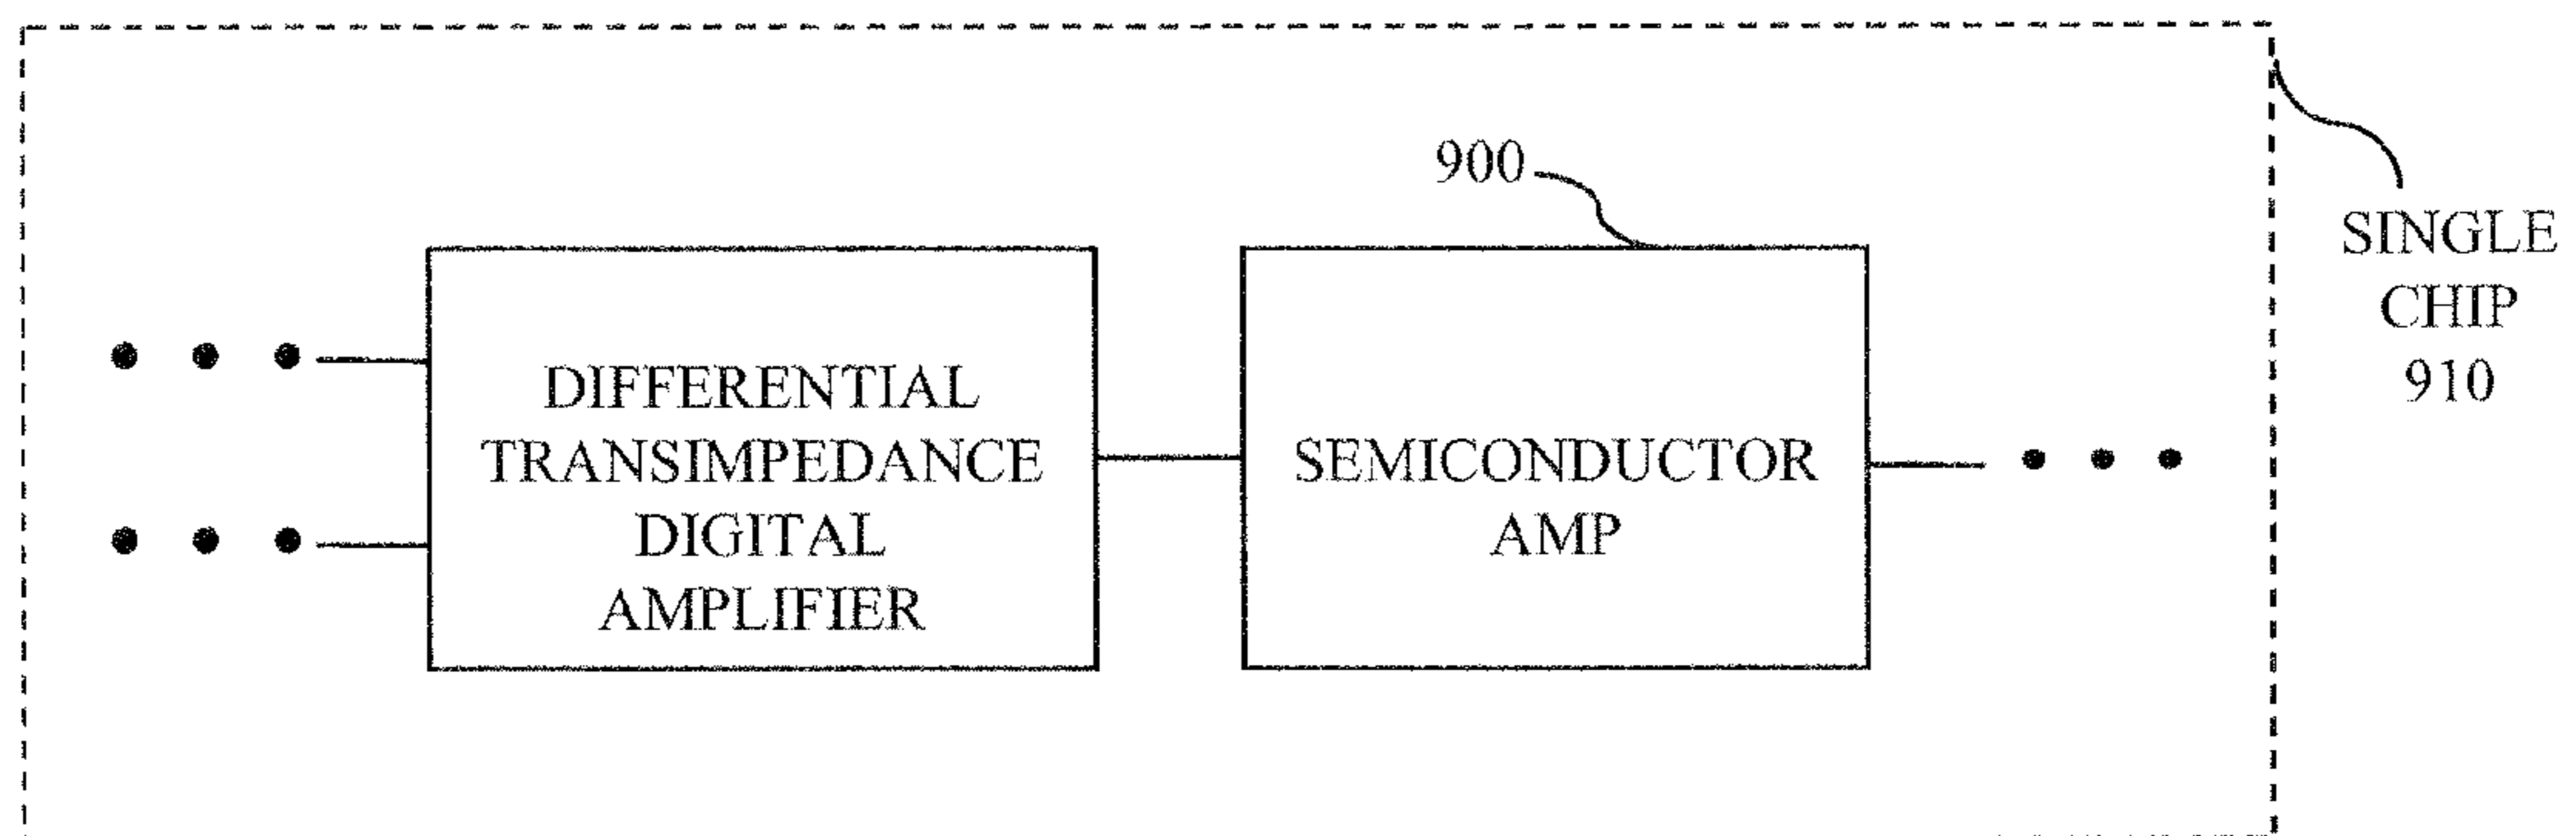 900
SINGLE
CHIP
910
DIFFERENTIAL
TRANSIMPEDANCE
DIGITAL
AMPLIFIER
SEMICONDUCTOR
AMP